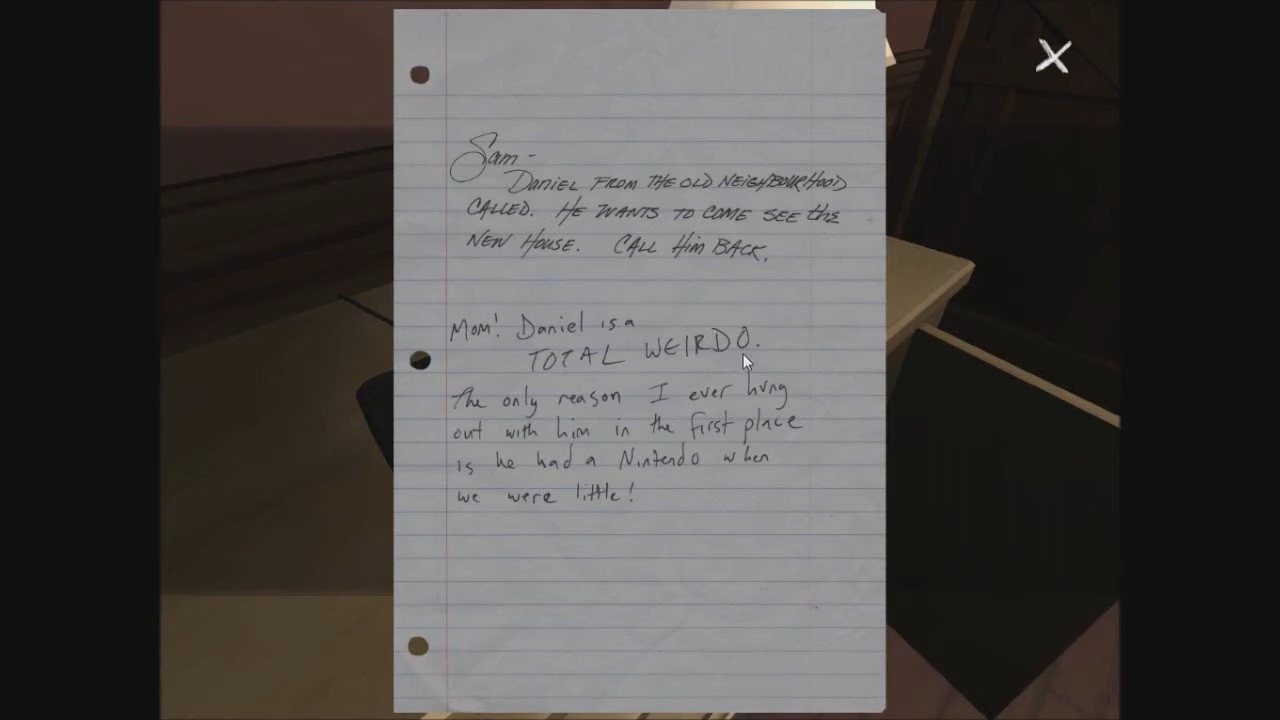 Sam -
DANIEL FROM THE OLD NEIGHBOURHOOD
CALLED. HE WANTS TO COME SEE the
NEW HOUSE. CALL HIM BACK.
Mom! Daniel is a
TOTAL WEIRDO.
The only reason I ever hung
out with him in the first place
is he had a Nintendo when
we were little!